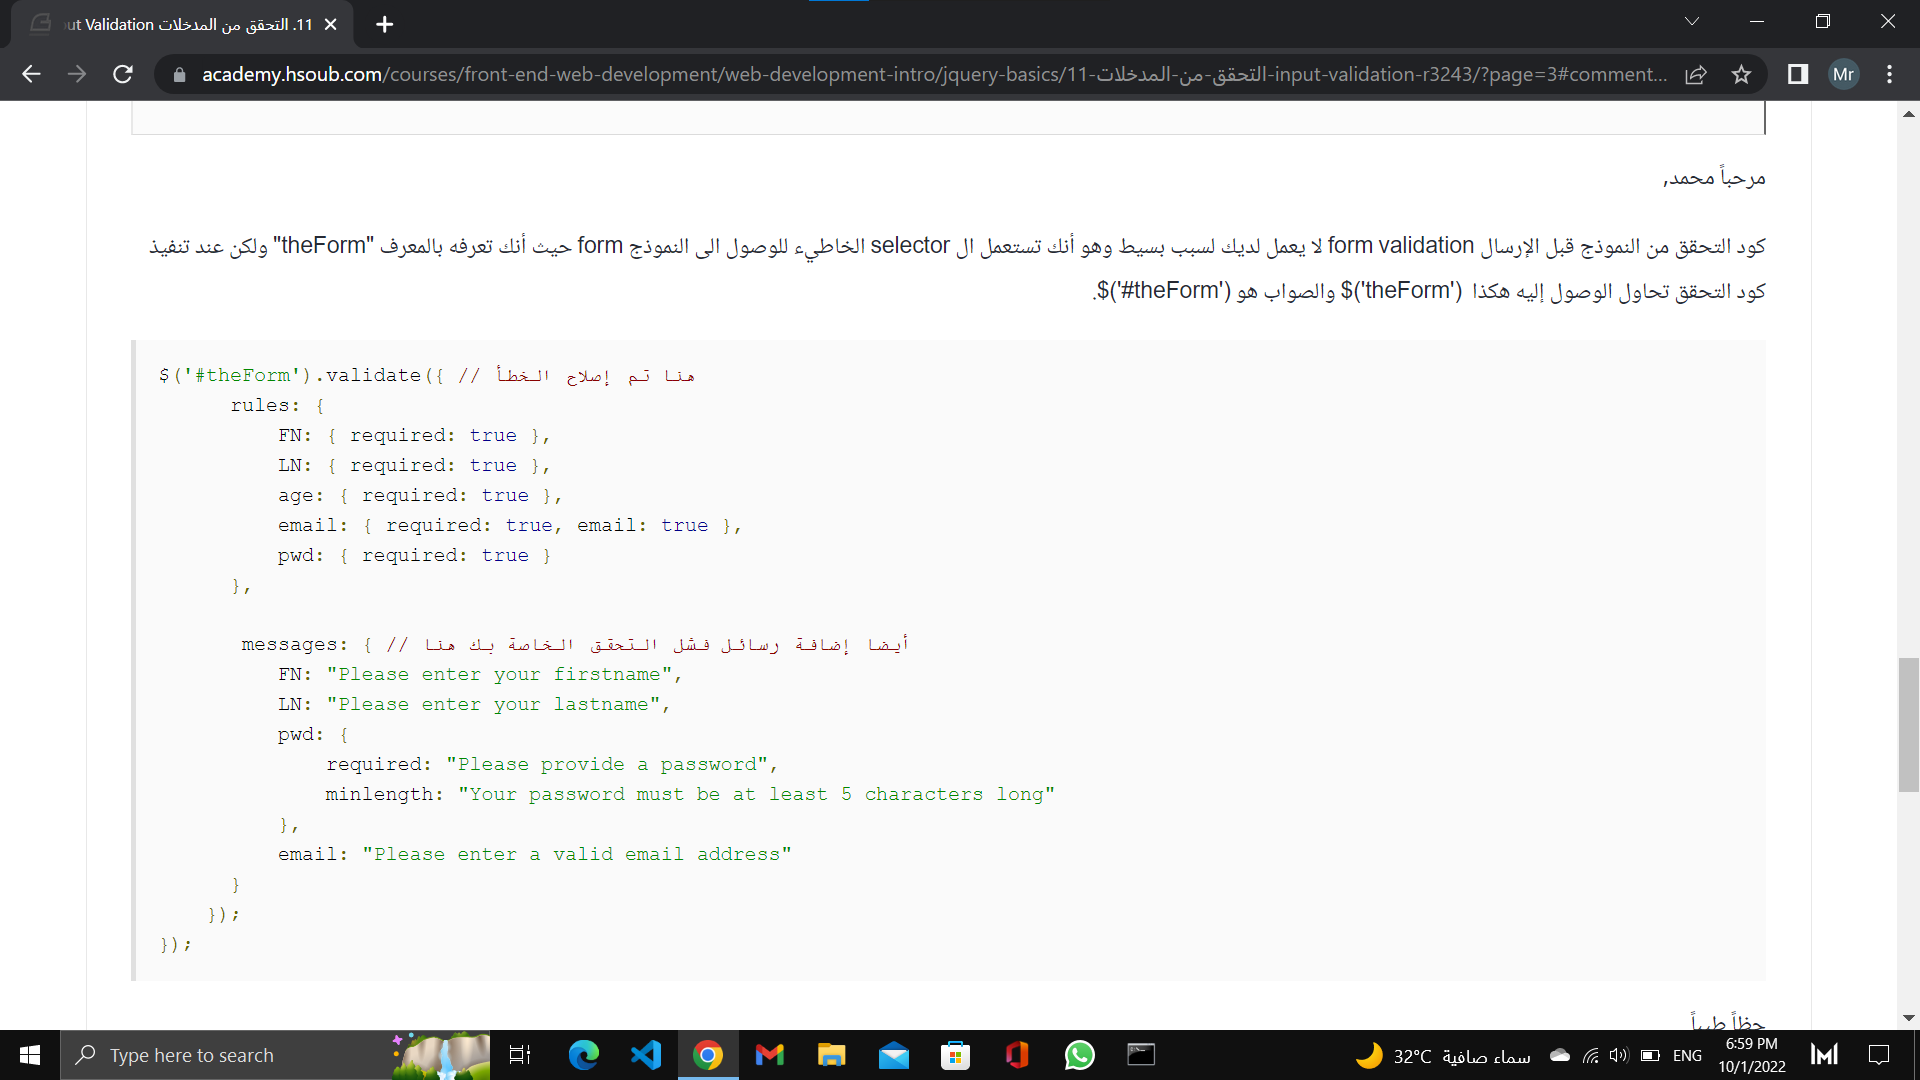 11. التحقق من المدخلات ut Validation
academy.hsoub.com/courses/front-end-web-development/web-development-intro/jquery-basics/11-التحقق-من-المدخلات-input-validation-r3243/?page=3#comment...
Mr
مرحباً محمد,
كود التحقق من النموذج قبل الإرسال form validation لا يعمل لديك لسبب بسيط وهو أنك تستعمل ال selector الخاطيء للوصول الى النموذج form حيث أنك تعرفه بالمعرف "theForm" ولكن عند تنفيذ
كود التحقق تحاول الوصول إليه هكذا $('theForm') والصواب هو $('#theForm').
$('#theForm').validate({ // هنا تم إصلاح الخطأ
rules: {
FN: { required: true },
LN: { required: true },
age: { required: true },
email: { required: true, email: true },
pwd: { required: true }
},
messages: { // أيضا إضافة رسائل فشل التحقق الخاصة بك هنا
FN: "Please enter your firstname",
LN: "Please enter your lastname",
pwd: {
required: "Please provide a password",
minlength: "Your password must be at least 5 characters long"
},
email: "Please enter a valid email address"
}
});
});
حظاً طيباً
Type here to search
32°C سماء صافية
ENG
6:59 PM
10/1/2022